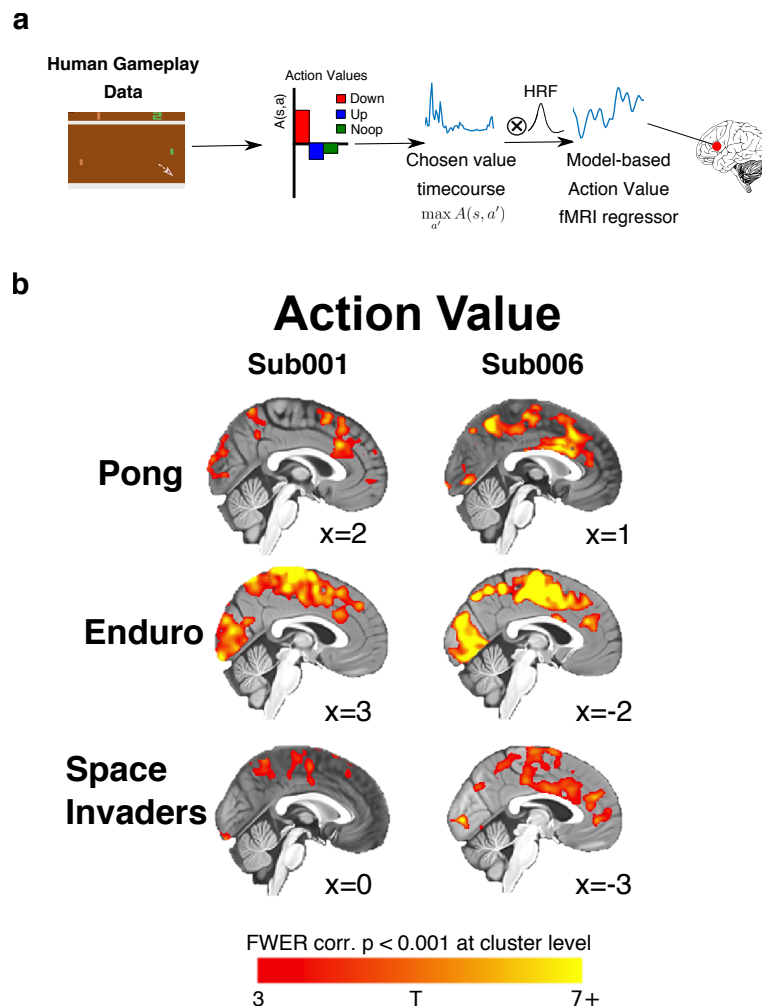 a
Human Gameplay
Data
2
Action Values
A(s,a)
Down
Up
Noop
Chosen value
timecourse
max A(s, a′)
a′
HRF
Model-based
Action Value
fMRI regressor
b
Action Value
Sub001 Sub006
Pong
x=2 x=1
Enduro
x=3 x=-2
Space
Invaders
x=0 x=-3
FWER corr. p < 0.001 at cluster level
3 T 7+